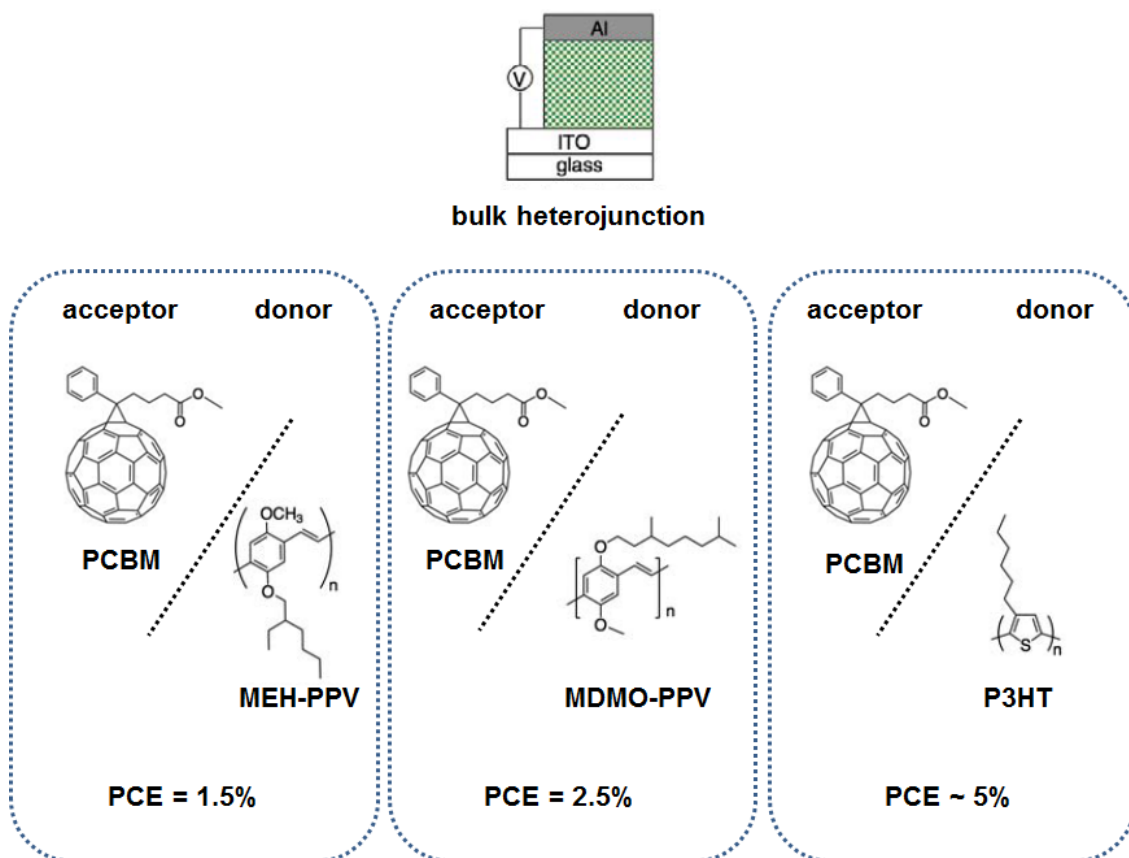 Al
V
ITO
glass
bulk heterojunction
acceptor donor
O
O
PCBM
OCH3
n
O
MEH-PPV
PCE = 1.5%
acceptor donor
O
O
PCBM
O
n
O
MDMO-PPV
PCE = 2.5%
acceptor donor
O
O
PCBM
S
n
P3HT
PCE ~ 5%